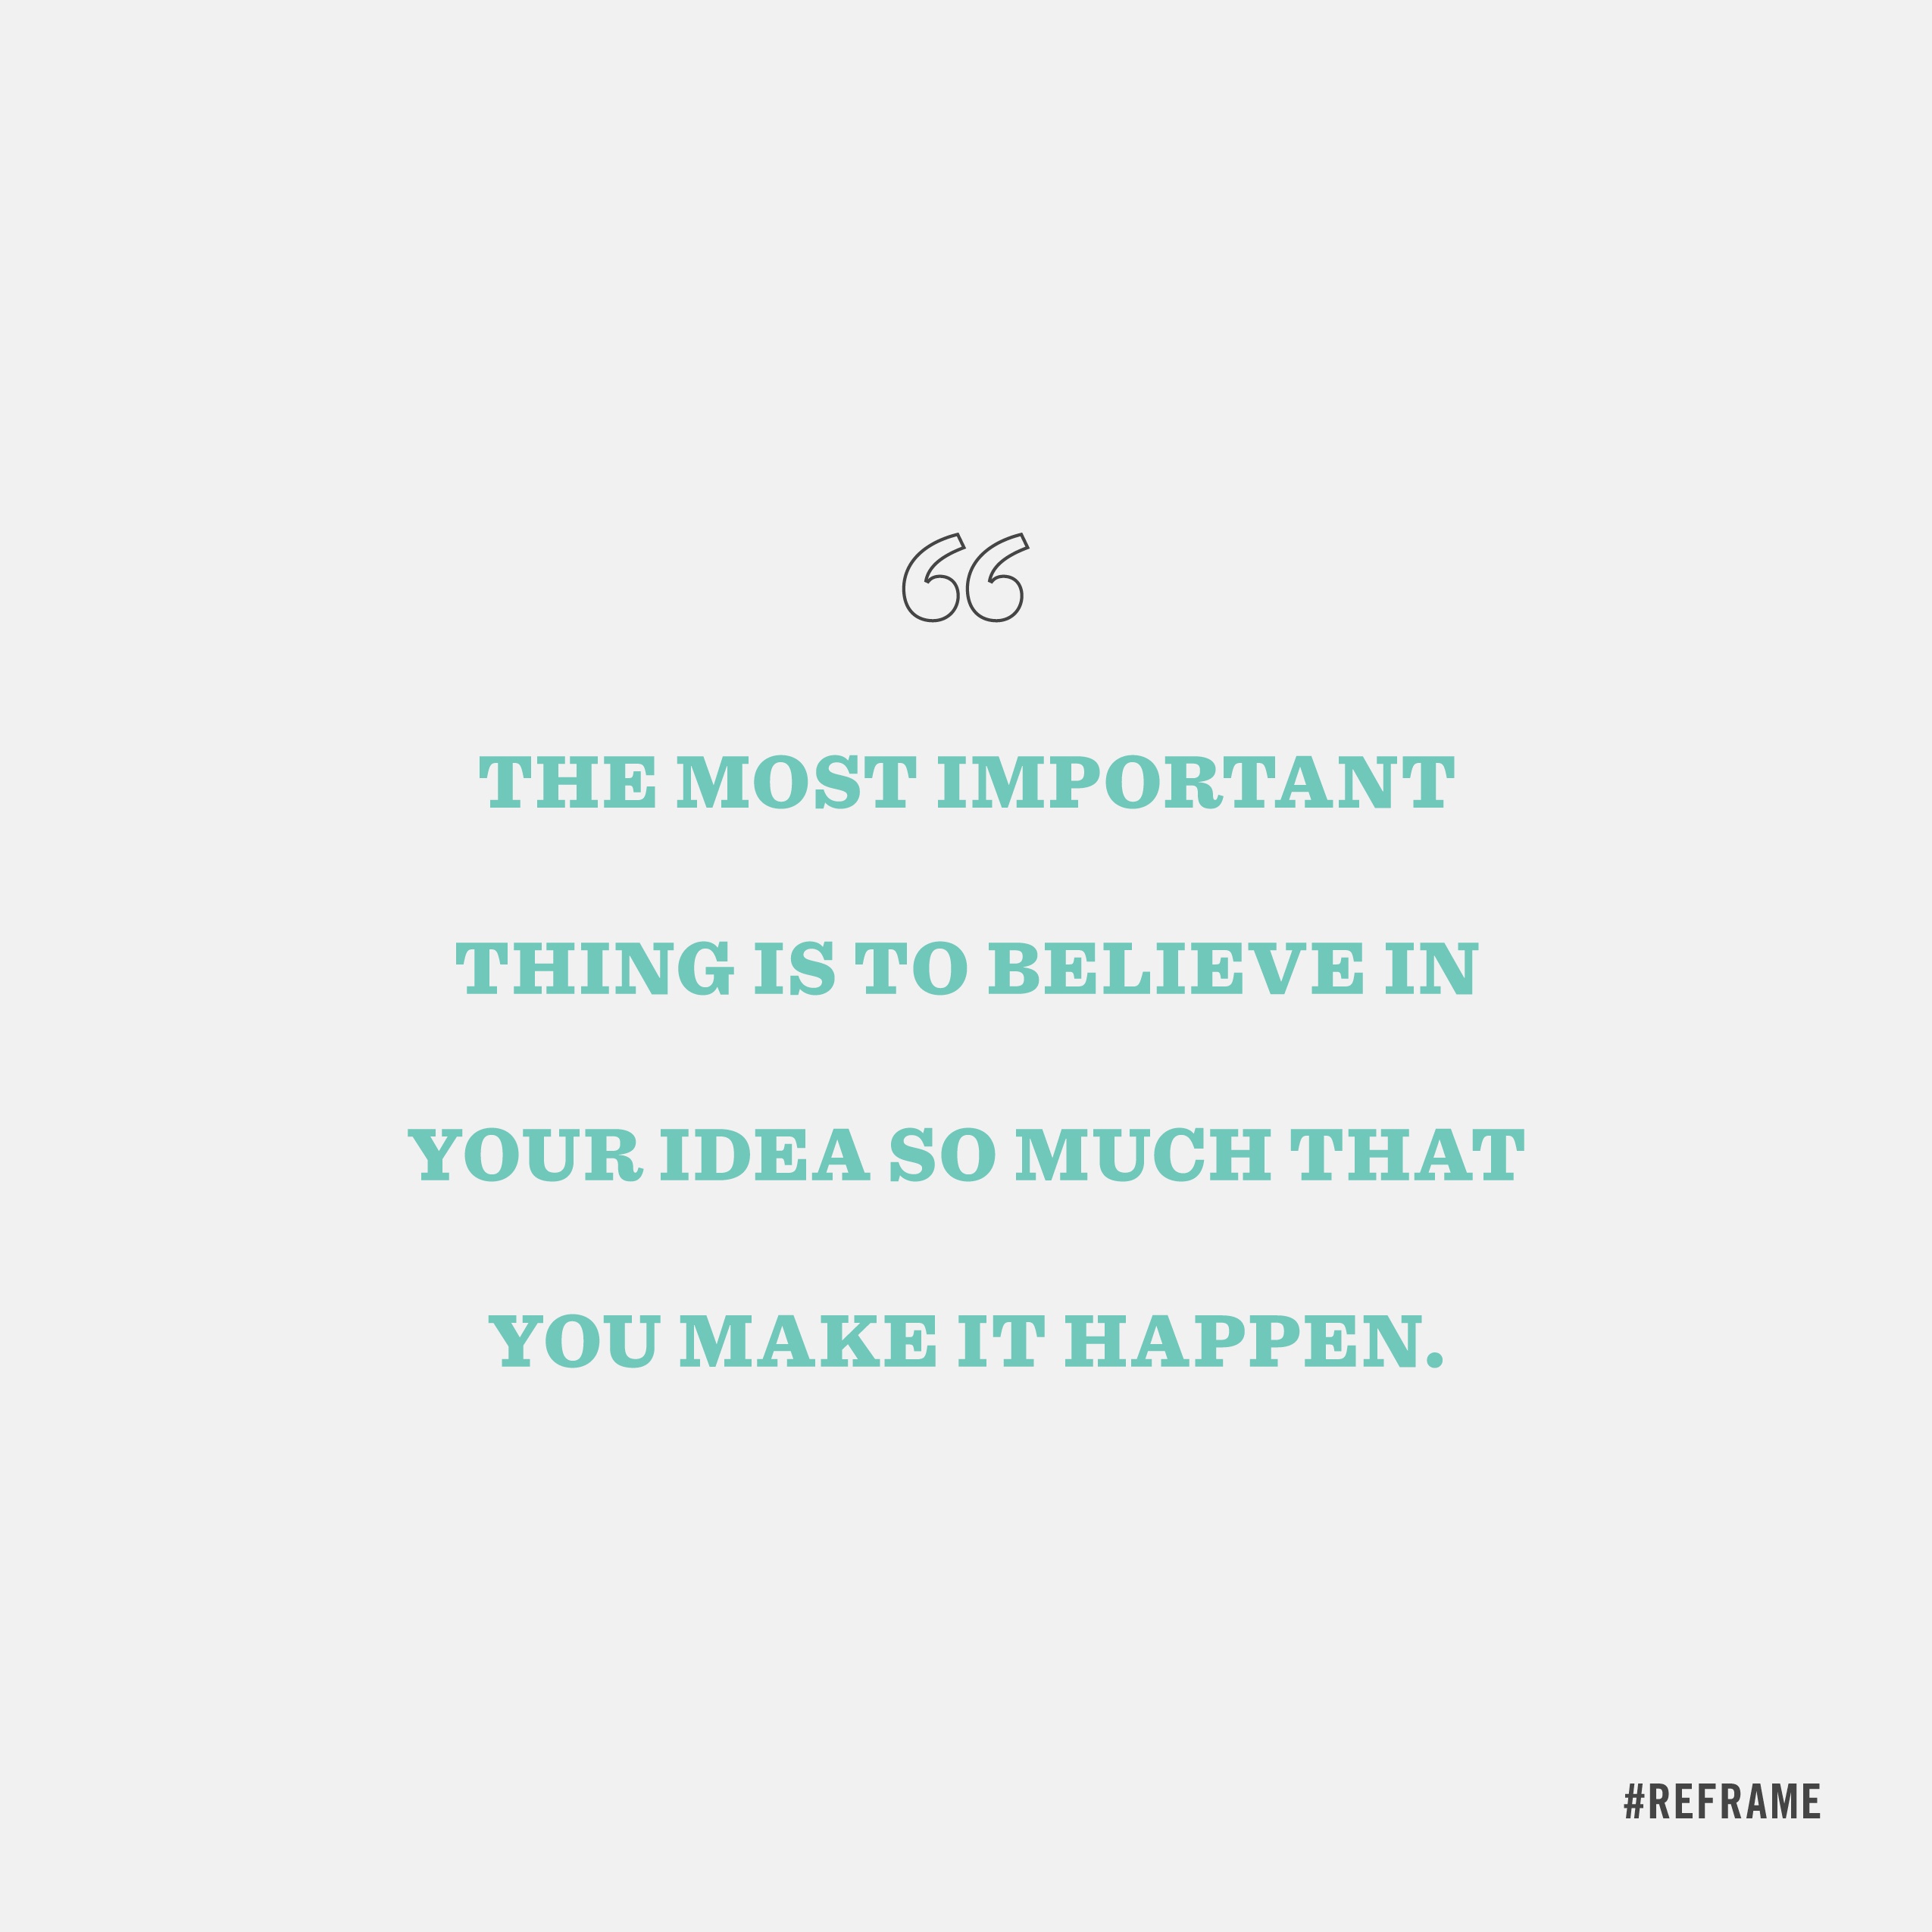 “
THE MOST IMPORTANT
THING IS TO BELIEVE IN
YOUR IDEA SO MUCH THAT
YOU MAKE IT HAPPEN.
#REFRAME